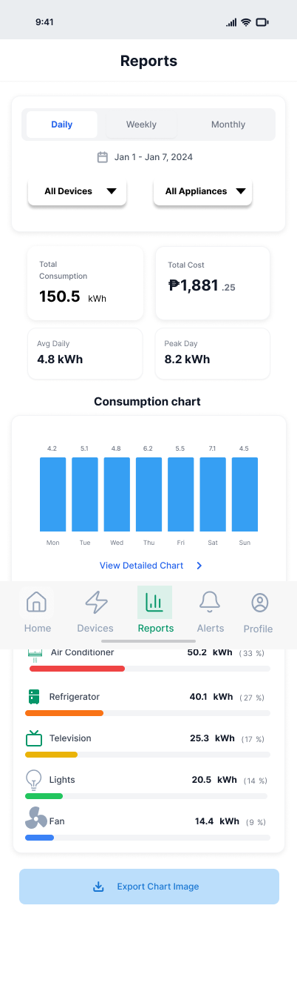 9:41
Reports
Daily Weekly Monthly
Jan 1 - Jan 7, 2024
All Devices All Appliances
Total Consumption
150.5 kWh
Total Cost
₱1,881.25
Avg Daily
4.8 kWh
Peak Day
8.2 kWh
Consumption chart
4.2 5.1 4.8 6.2 5.5 7.1 4.5
Mon Tue Wed Thu Fri Sat Sun
View Detailed Chart
Home Devices Reports Alerts Profile
Air Conditioner 50.2 kWh (33 %)
Refrigerator 40.1 kWh (27 %)
Television 25.3 kWh (17 %)
Lights 20.5 kWh (14 %)
Fan 14.4 kWh (9 %)
Export Chart Image